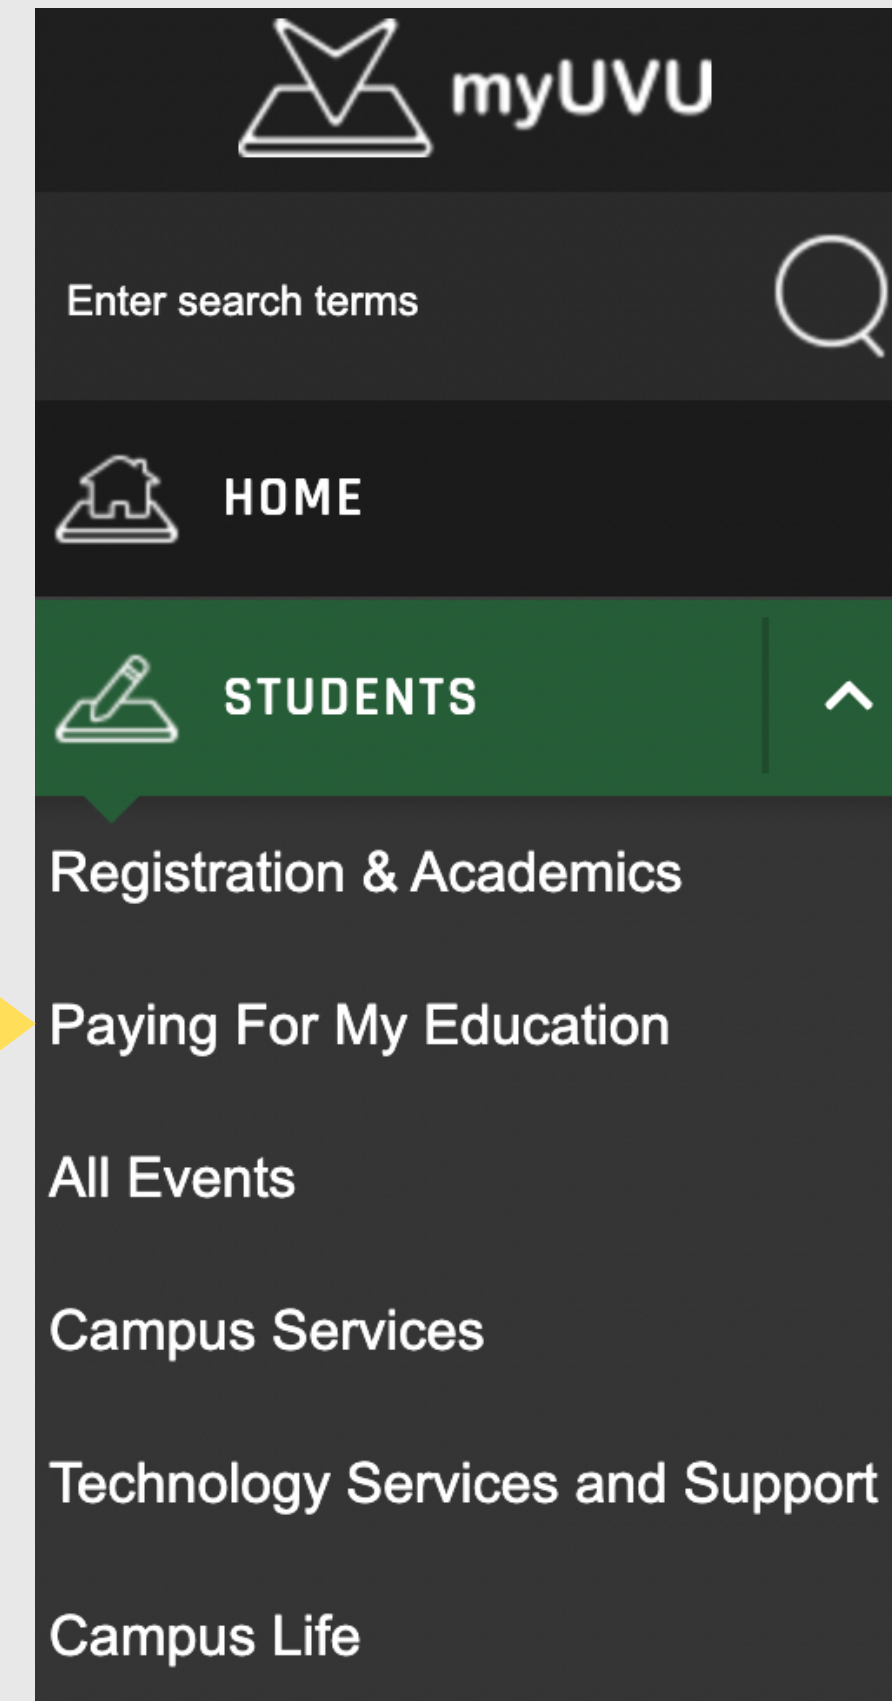 myUVU
Enter search terms
HOME
STUDENTS
Registration & Academics
Paying For My Education
All Events
Campus Services
Technology Services and Support
Campus Life